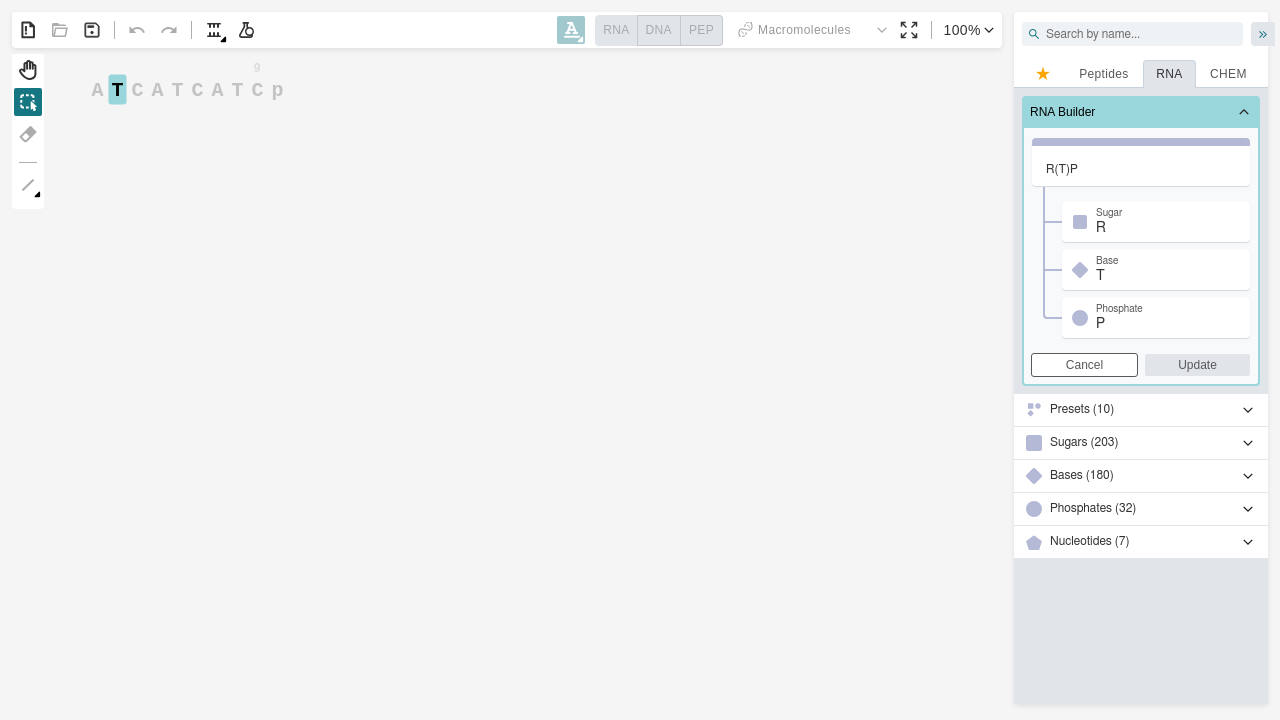 RNA DNA PEP Macromolecules 100%
Search by name...
Peptides RNA CHEM
9
A T C A T C A T C p
RNA Builder
R(T)P
Sugar
R
Base
T
Phosphate
P
Cancel Update
Presets (10)
Sugars (203)
Bases (180)
Phosphates (32)
Nucleotides (7)